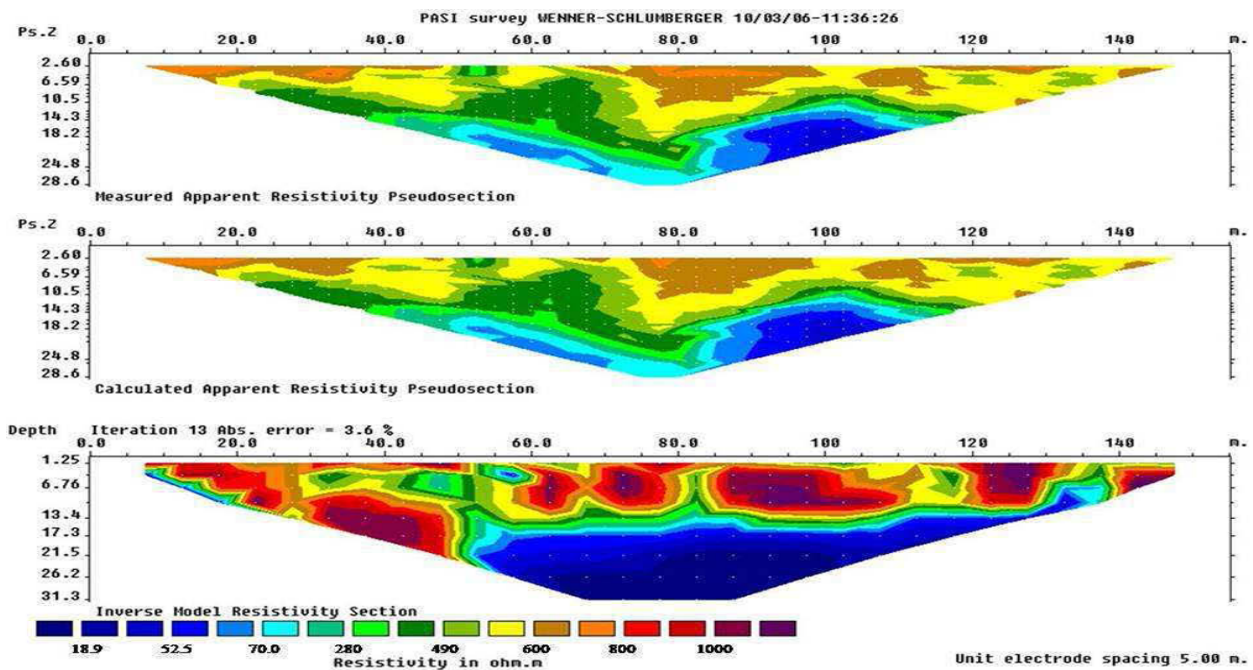 PASI survey WENNER-SCHLUMBERGER 10/03/06-11:36:26
Ps.Z 0.0 20.0 40.0 60.0 80.0 100 120 140 m.
2.60
6.59
10.5
14.3
18.2
24.8
28.6
Measured Apparent Resistivity Pseudosection
Ps.Z 0.0 20.0 40.0 60.0 80.0 100 120 140 m.
2.60
6.59
10.5
14.3
18.2
24.8
28.6
Calculated Apparent Resistivity Pseudosection
Depth Iteration 13 Abs. error = 3.6 %
0.0 20.0 40.0 60.0 80.0 100 120 140 m.
1.25
6.76
13.4
17.3
21.5
26.2
31.3
Inverse Model Resistivity Section
18.9 52.5 70.0 280 490 600 800 1000
Resistivity in ohm.m
Unit electrode spacing 5.00 m.